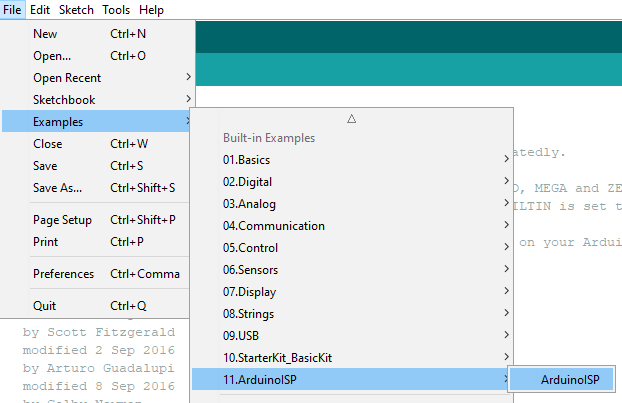 File Edit Sketch Tools Help
New Ctrl+N
Open... Ctrl+O
Open Recent
Sketchbook
Examples
Close Ctrl+W
Save Ctrl+S
Save As... Ctrl+Shift+S
Page Setup Ctrl+Shift+P
Print Ctrl+P
Preferences Ctrl+Comma
Quit Ctrl+Q
Built-in Examples
01.Basics
02.Digital
03.Analog
04.Communication
05.Control
06.Sensors
07.Display
08.Strings
09.USB
10.StarterKit_BasicKit
11.ArduinoISP
ArduinoISP
atedly.
O, MEGA and ZE
ILTIN is set t
on your Ardui
by Scott Fitzgerald
modified 2 Sep 2016
by Arturo Guadalupi
modified 8 Sep 2016